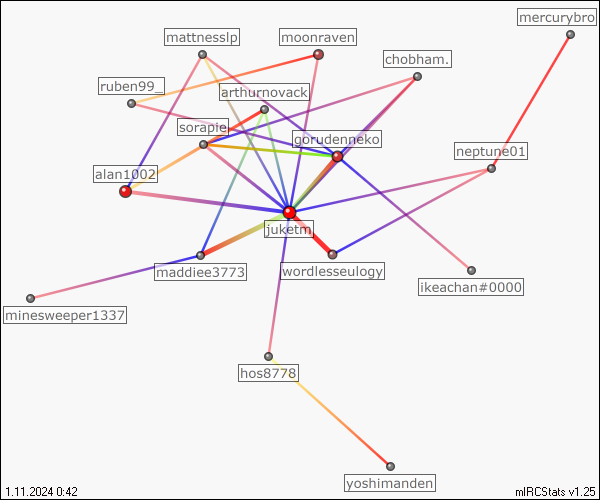 mercurybro
mattnesslp
moonraven
chobham.
ruben99_
arthurnovack
sorapie
gorudenneko
neptune01
alan1002
juketm
maddiee3773
wordlesseulogy
ikeachan#0000
minesweeper1337
hos8778
yoshimanden
1.11.2024 0:42
mIRCStats v1.25